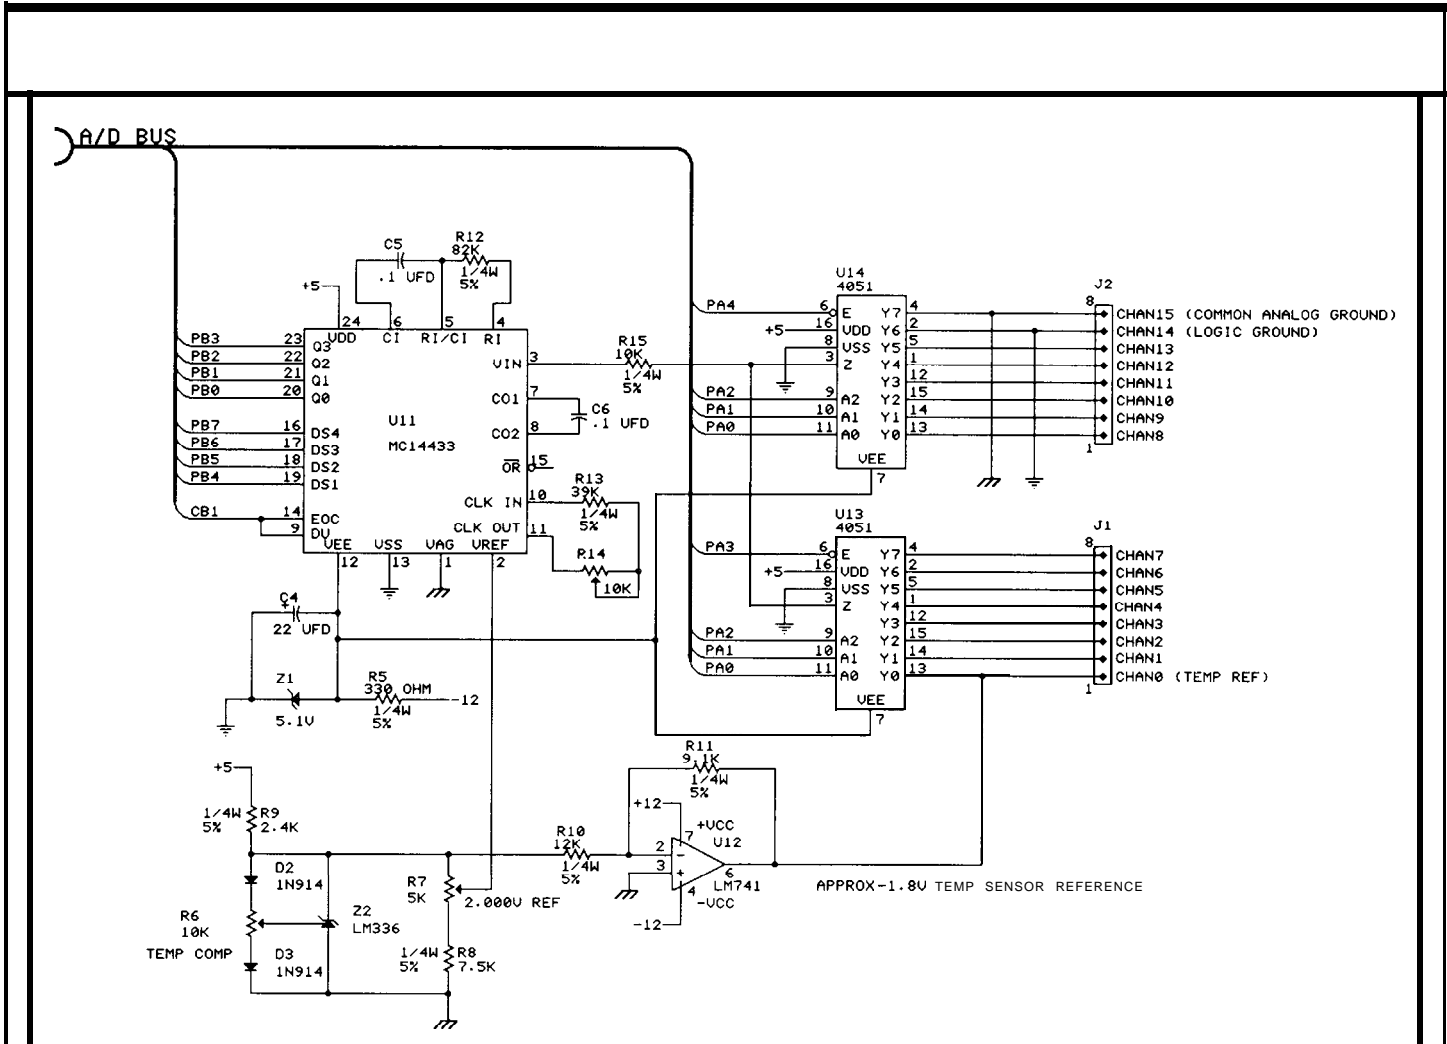 A/D BUS
C5
.1 UFD
R12
82K
1/4W
5%
+5
24
6
5
4
VDD
CI
RI/CI
RI
PB3
23
Q3
PB2
22
Q2
PB1
21
Q1
PB0
20
Q0
PB7
16
DS4
PB6
17
DS3
PB5
18
DS2
PB4
19
DS1
CB1
14
EOC
9
DU
U11
MC14433
VIN
3
CO1
7
CO2
8
OR
15
CLK IN
10
CLK OUT
11
VEE
VSS
VAG
VREF
12
13
1
2
R15
10K
1/4W
5%
C6
.1 UFD
R13
39K
1/4W
5%
R14
10K
C4
+
22 UFD
Z1
5.1V
R5
330 OHM
1/4W
5%
-12
U14
4051
PA4
6
E
Y7
4
+5
16
VDD
Y6
2
8
VSS
Y5
5
3
Z
Y4
1
Y3
12
PA2
9
A2
Y2
15
PA1
10
A1
Y1
14
PA0
11
A0
Y0
13
VEE
7
J2
8
CHAN15 (COMMON ANALOG GROUND)
CHAN14 (LOGIC GROUND)
CHAN13
CHAN12
CHAN11
CHAN10
CHAN9
CHAN8
1
U13
4051
PA3
6
E
Y7
4
+5
16
VDD
Y6
2
8
VSS
Y5
5
3
Z
Y4
1
Y3
12
PA2
9
A2
Y2
15
PA1
10
A1
Y1
14
PA0
11
A0
Y0
13
VEE
7
J1
8
CHAN7
CHAN6
CHAN5
CHAN4
CHAN3
CHAN2
CHAN1
CHAN0 (TEMP REF)
1
+5
1/4W
5%
R9
2.4K
D2
1N914
R6
10K
TEMP COMP
D3
1N914
Z2
LM336
R7
5K
2.000V REF
1/4W
5%
R8
7.5K
R10
12K
1/4W
5%
R11
9.1K
1/4W
5%
+12
+VCC
7
U12
2
-
3
+
6
LM741
4
-VCC
-12
APPROX-1.8V TEMP SENSOR REFERENCE